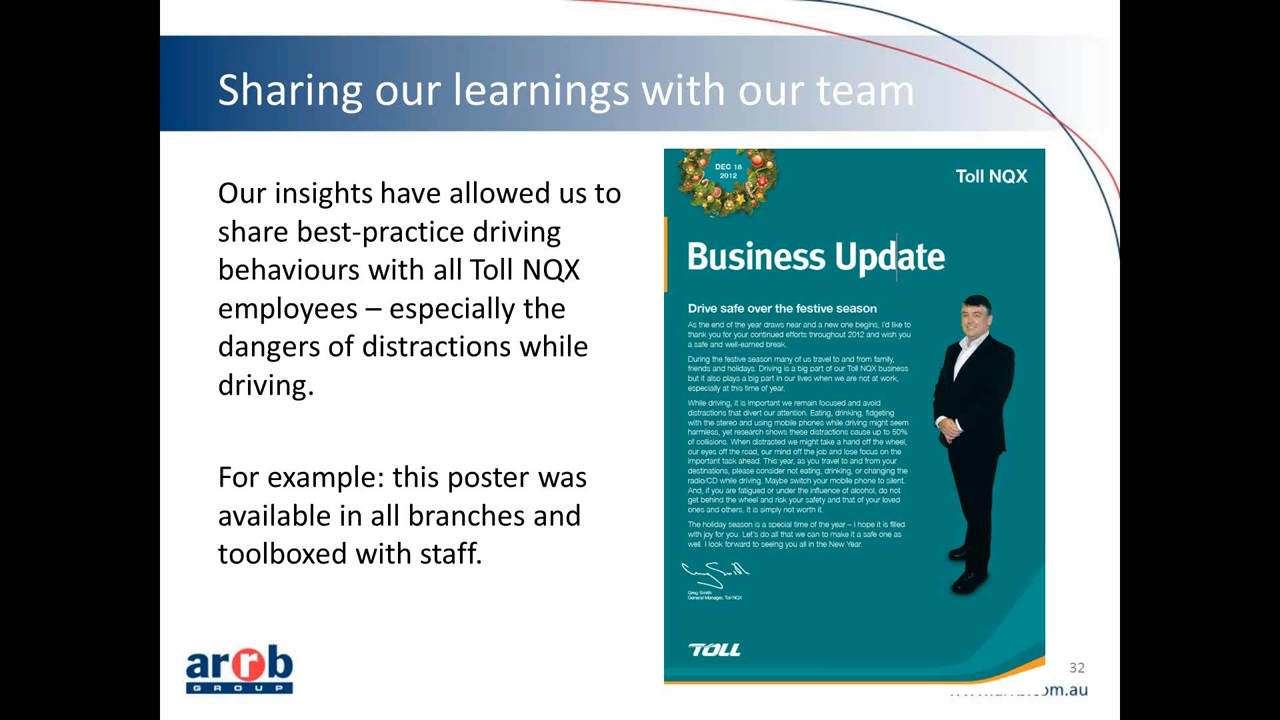 Sharing our learnings with our team
Our insights have allowed us to
share best-practice driving
behaviours with all Toll NQX
employees – especially the
dangers of distractions while
driving.
For example: this poster was
available in all branches and
toolboxed with staff.
DEC 18
2012
Toll NQX
Business Update
Drive safe over the festive season
As the end of the year draws near and a new one begins, I'd like to
thank you for your continued efforts throughout 2012 and wish you
a safe and well-earned break.
During the festive season many of us travel to and from family,
friends and holidays. Driving is a big part of our Toll NQX business
but it also plays a big part in our lives when we are not at work,
especially at this time of year.
While driving, it is important we remain focused and avoid
distractions that divert our attention. Eating, drinking, fidgeting
with the stereo and using mobile phones while driving might seem
harmless, yet research shows these distractions cause up to 50%
of collisions. When distracted we might take a hand off the wheel,
our eyes off the road, our mind off the job and lose focus on the
important task ahead. This year, as you travel to and from your
destinations, please consider not eating, drinking, or changing the
radio/CD while driving. Maybe switch your mobile phone to silent.
And, if you are fatigued or under the influence of alcohol, do not
get behind the wheel and risk your safety and that of your loved
ones and others. It is simply not worth it.
The holiday season is a special time of the year – I hope it is filled
with joy for you. Let's do all that we can to make it a safe one as
well. I look forward to seeing you all in the New Year.
Greg Smith
General Manager, Toll NQX
TOLL
arrb
GROUP
32
.com.au